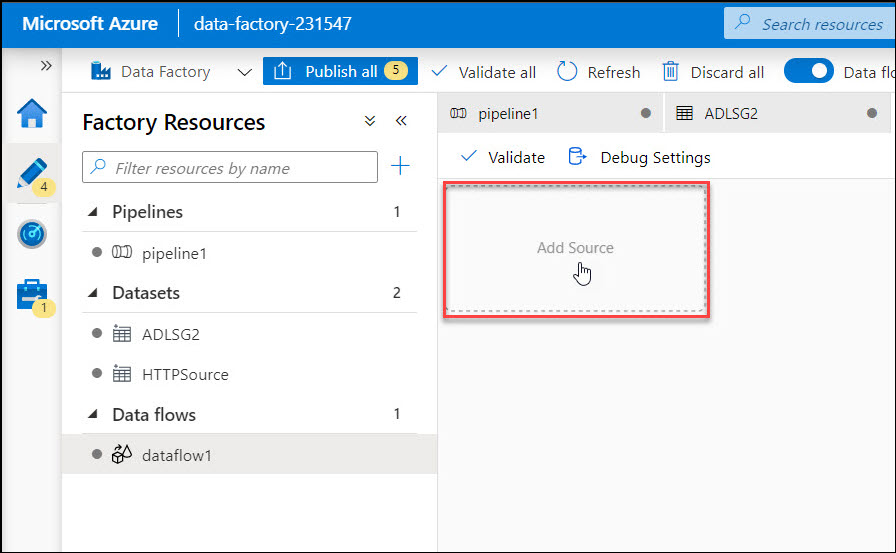 Microsoft Azure data-factory-231547 Search resources
Data Factory Publish all 5 Validate all Refresh Discard all Data flo
Factory Resources
pipeline1 ADLSG2
Filter resources by name
Validate Debug Settings
4
Pipelines 1
pipeline1
Add Source
Datasets 2
1
ADLSG2
HTTPSource
Data flows 1
dataflow1